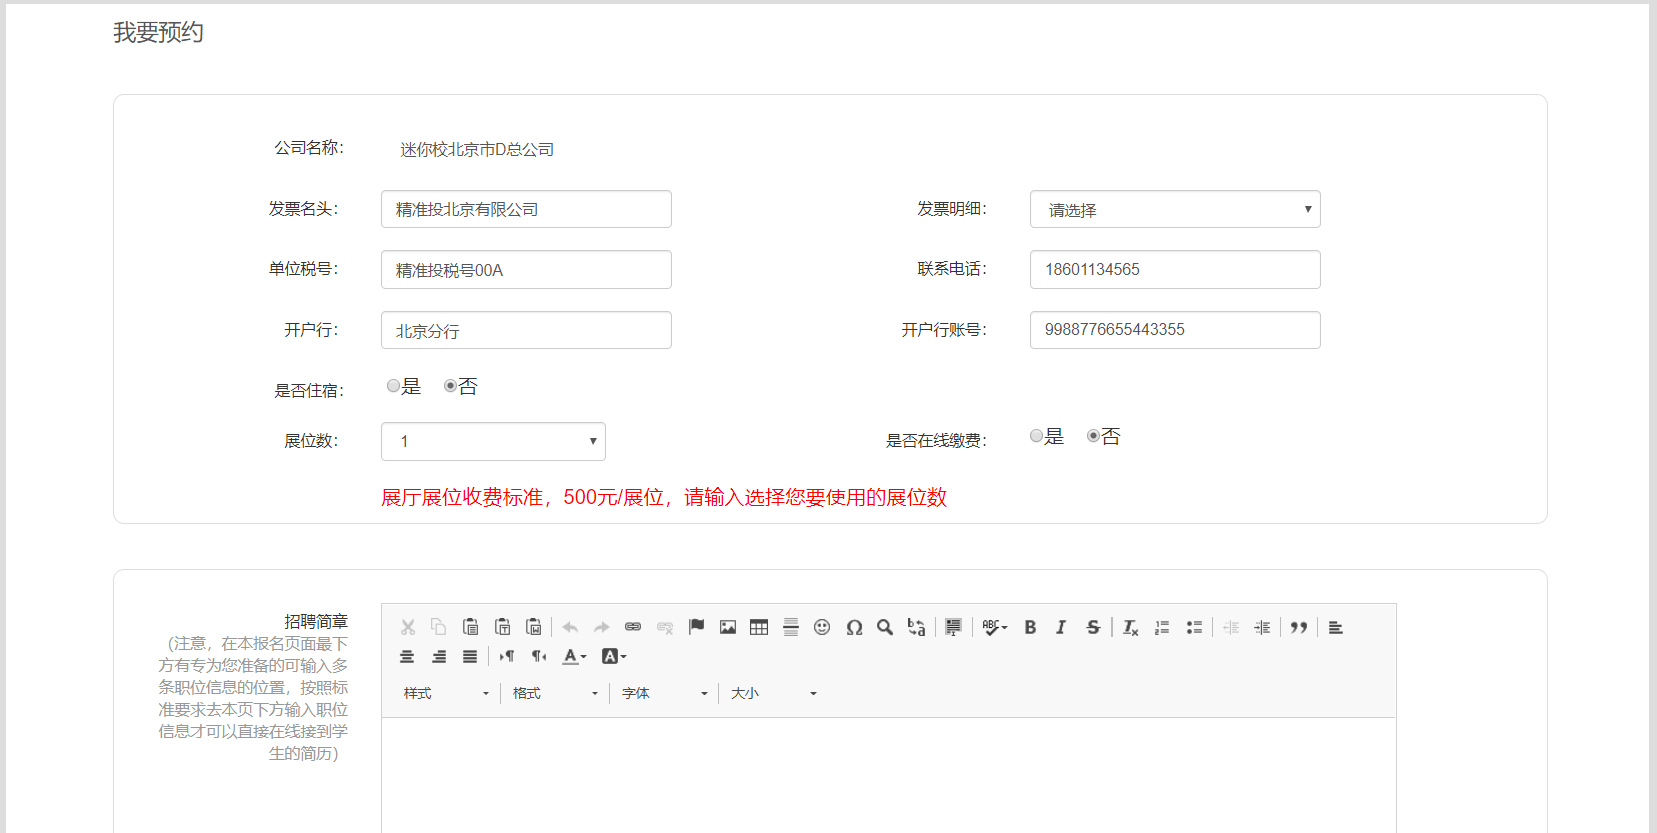 我要预约
公司名称： 迷你校北京市D总公司
发票名头： 精准投北京有限公司 发票明细： 请选择
单位税号： 精准投税号00A 联系电话： 18601134565
开户行： 北京分行 开户行账号： 9988776655443355
是否住宿： 是 否
展位数： 1 是否在线缴费： 是 否
展厅展位收费标准，500元/展位，请输入选择您要使用的展位数
招聘简章
（注意，在本报名页面最下
方有专为您准备的可输入多
条职位信息的位置，按照标
准要求去本页下方输入职位
信息才可以直接在线接到学
生的简历）
样式 格式 字体 大小